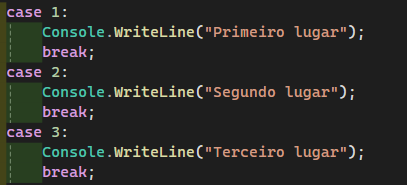 case 1:
    Console.WriteLine("Primeiro lugar");
    break;
case 2:
    Console.WriteLine("Segundo lugar");
    break;
case 3:
    Console.WriteLine("Terceiro lugar");
    break;